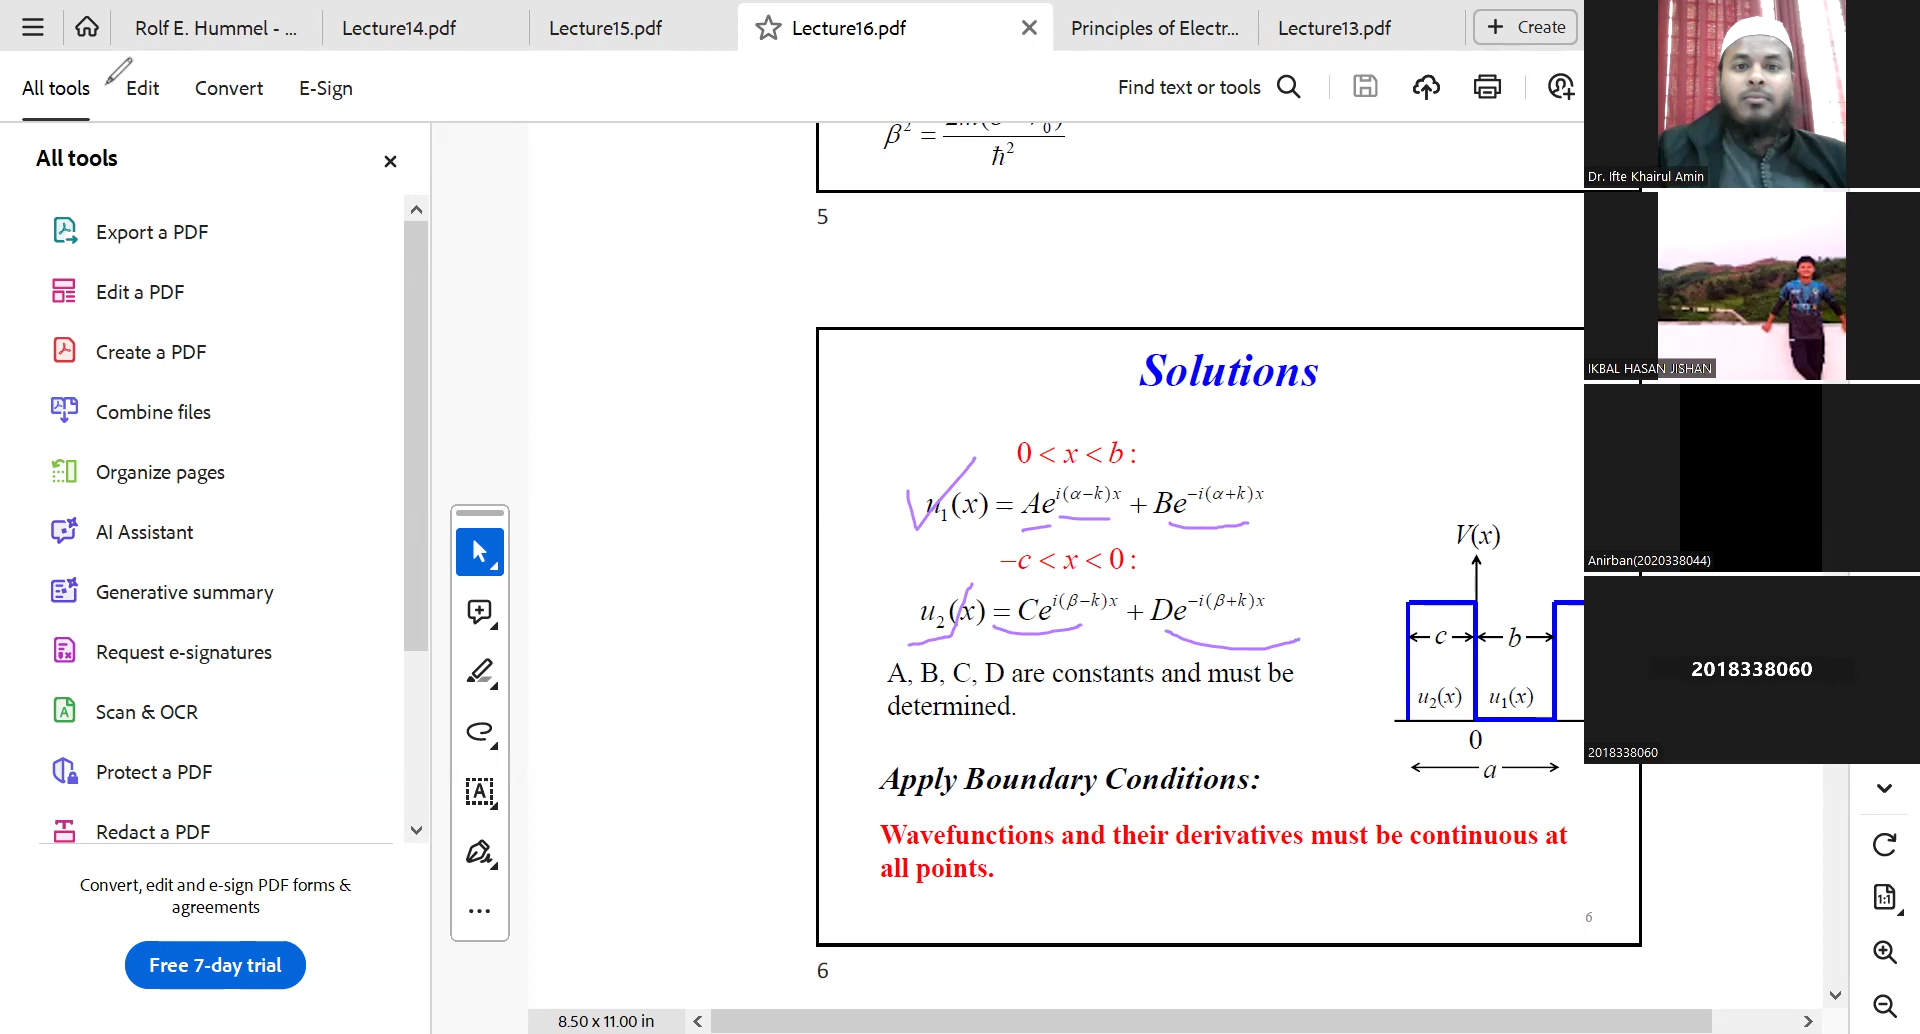 Rolf E. Hummel - ...
Lecture14.pdf
Lecture15.pdf
Lecture16.pdf
Principles of Electr...
Lecture13.pdf
Create
All tools
Edit
Convert
E-Sign
Find text or tools
All tools
Export a PDF
Edit a PDF
Create a PDF
Combine files
Organize pages
AI Assistant
Generative summary
Request e-signatures
Scan & OCR
Protect a PDF
Redact a PDF
Convert, edit and e-sign PDF forms &
agreements
Free 7-day trial
β² =
ħ²
5
Solutions
0 < x < b :
u₁(x) = Ae^{i(α−k)x} + Be^{−i(α+k)x}
−c < x < 0 :
u₂(x) = Ce^{i(β−k)x} + De^{−i(β+k)x}
A, B, C, D are constants and must be
determined.
V(x)
c
b
u₂(x)
u₁(x)
0
a
Apply Boundary Conditions:
Wavefunctions and their derivatives must be continuous at
all points.
6
6
8.50 x 11.00 in
Dr. Ifte Khairul Amin
IKBAL HASAN JISHAN
Anirban(2020338044)
2018338060
2018338060
1:1